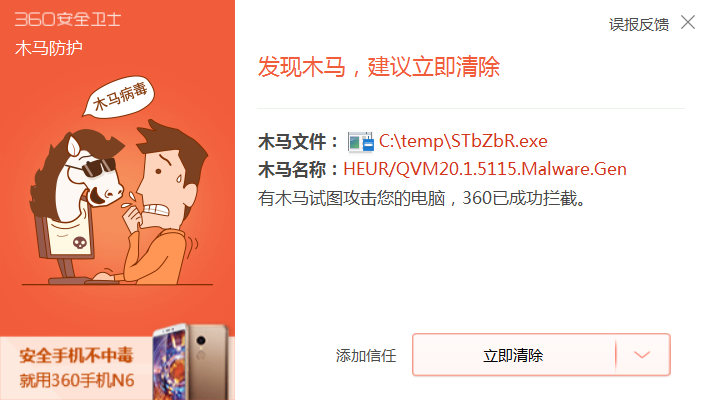 360安全卫士
误报反馈
木马防护
发现木马，建议立即清除
木马病毒
木马文件： C:\temp\STbZbR.exe
木马名称：HEUR/QVM20.1.5115.Malware.Gen
有木马试图攻击您的电脑，360已成功拦截。
安全手机不中毒
就用360手机N6
添加信任
立即清除